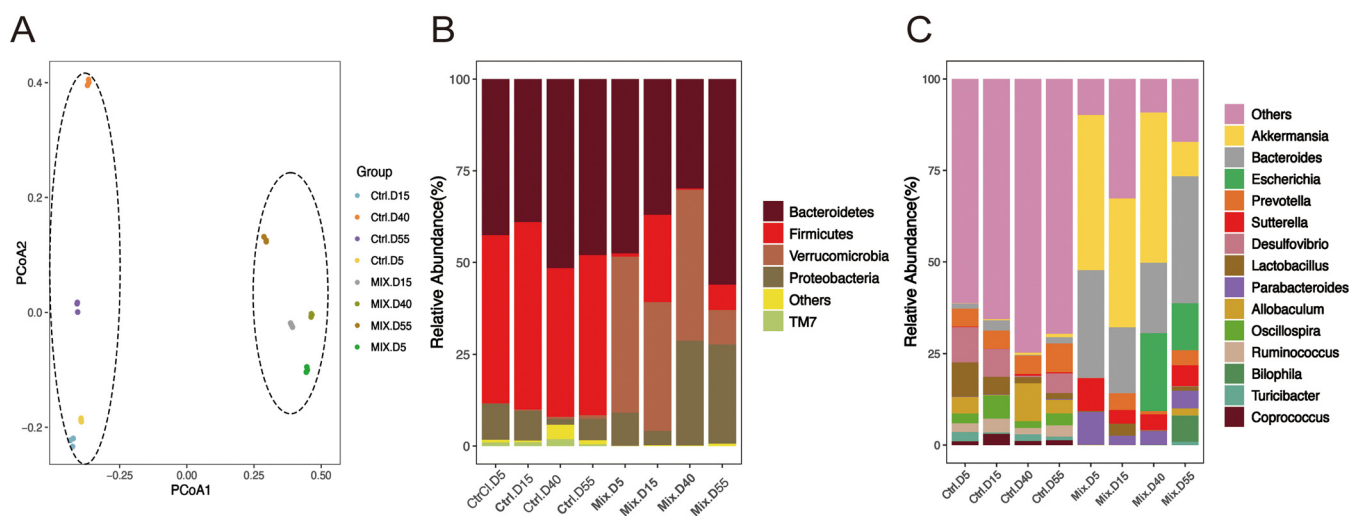 A
B
C
0.4
0.2
0.0
−0.2
PCoA2
−0.25
0.00
0.25
0.50
PCoA1
Group
Ctrl.D15
Ctrl.D40
Ctrl.D55
Ctrl.D5
MIX.D15
MIX.D40
MIX.D55
MIX.D5
100
75
50
25
0
Relative Abundance(%)
CtrCl.D5
Ctrl.D15
Ctrl.D40
Ctrl.D55
Mix.D5
Mix.D15
Mix.D40
Mix.D55
Bacteroidetes
Firmicutes
Verrucomicrobia
Proteobacteria
Others
TM7
100
75
50
25
0
Relative Abundance(%)
Ctrl.D5
Ctrl.D15
Ctrl.D40
Ctrl.D55
Mix.D5
Mix.D15
Mix.D40
Mix.D55
Others
Akkermansia
Bacteroides
Escherichia
Prevotella
Sutterella
Desulfovibrio
Lactobacillus
Parabacteroides
Allobaculum
Oscillospira
Ruminococcus
Bilophila
Turicibacter
Coprococcus